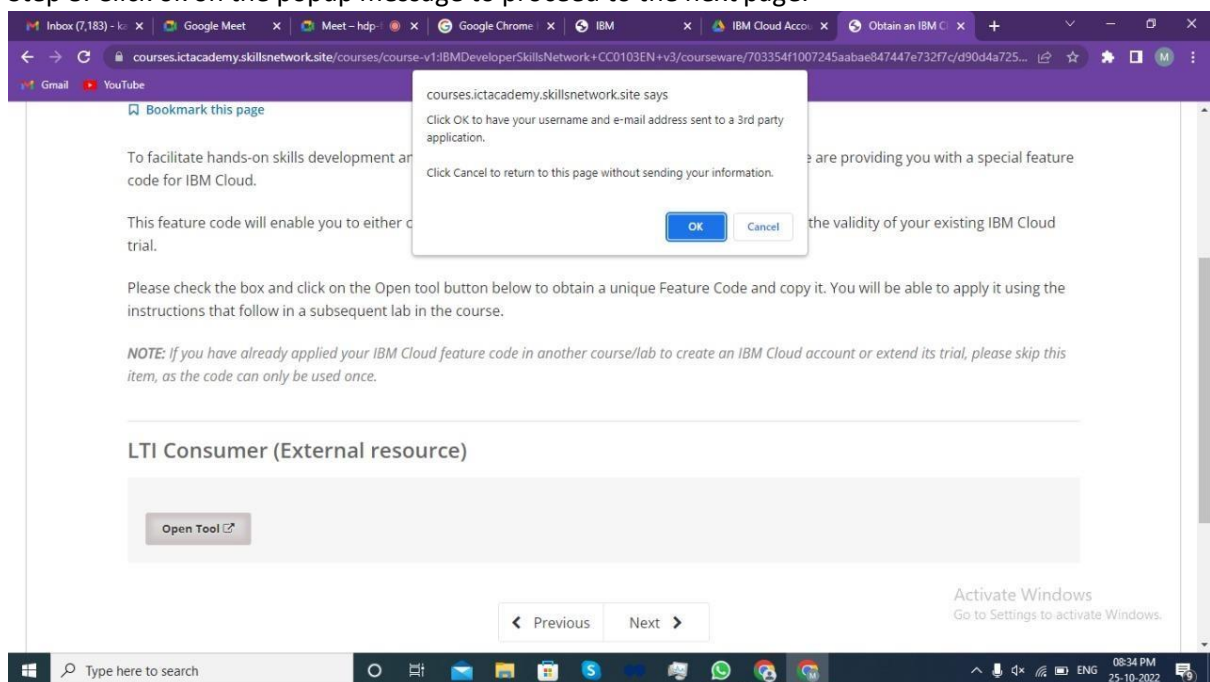 Step 5: Click ok on the popup message to proceed to the next page.
Inbox (7,183) - ka
Google Meet
Meet – hdp-
Google Chrome
IBM
IBM Cloud Accou
Obtain an IBM Cl
courses.ictacademy.skillsnetwork.site/courses/course-v1:IBMDeveloperSkillsNetwork+CC0103EN+v3/courseware/703354f1007245aabae847447e732f7c/d90d4a725...
M
Gmail
YouTube
courses.ictacademy.skillsnetwork.site says
Click OK to have your username and e-mail address sent to a 3rd party
application.
Click Cancel to return to this page without sending your information.
OK
Cancel
Bookmark this page
To facilitate hands-on skills development an
e are providing you with a special feature
code for IBM Cloud.
This feature code will enable you to either c
the validity of your existing IBM Cloud
trial.
Please check the box and click on the Open tool button below to obtain a unique Feature Code and copy it. You will be able to apply it using the
instructions that follow in a subsequent lab in the course.
NOTE: If you have already applied your IBM Cloud feature code in another course/lab to create an IBM Cloud account or extend its trial, please skip this
item, as the code can only be used once.
LTI Consumer (External resource)
Open Tool
Previous
Next
Activate Windows
Go to Settings to activate Windows.
Type here to search
ENG
08:34 PM
25-10-2022
9